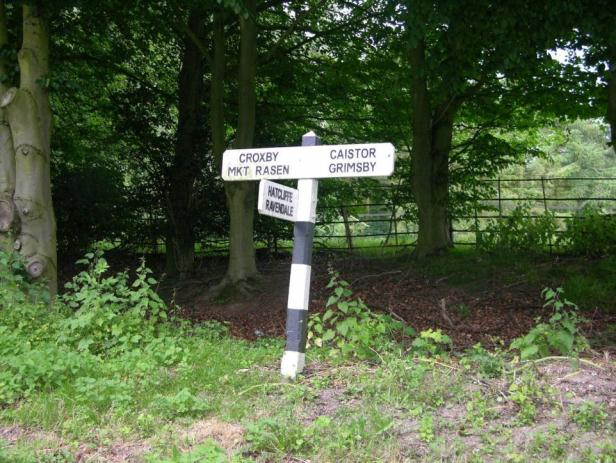 CROXBY
MKT RASEN
CAISTOR
GRIMSBY
HATCLIFFE
RAVENDALE